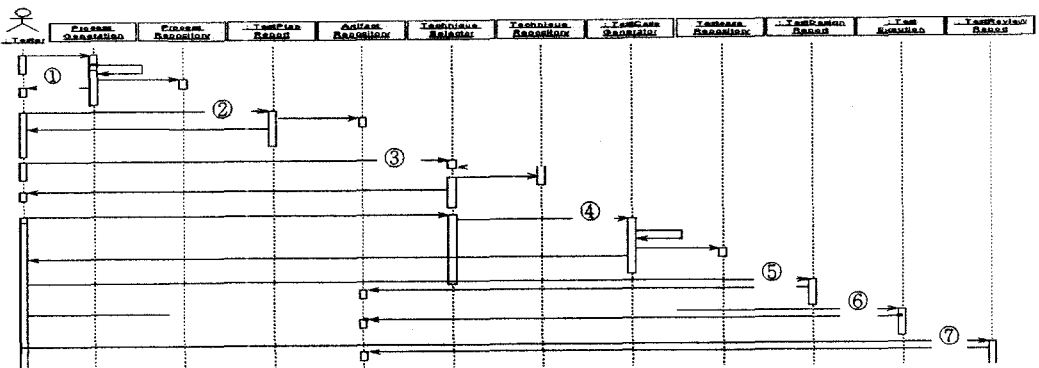 : Tester
Process Generation
Process Repository
: TestPlan Report
Artifact Repository
Technique Selector
Technique Repository
: TestCase Generator
Testcase Repository
: TestDesign Report
: Test Execution
: TestReview Report
①
②
③
④
⑤
⑥
⑦